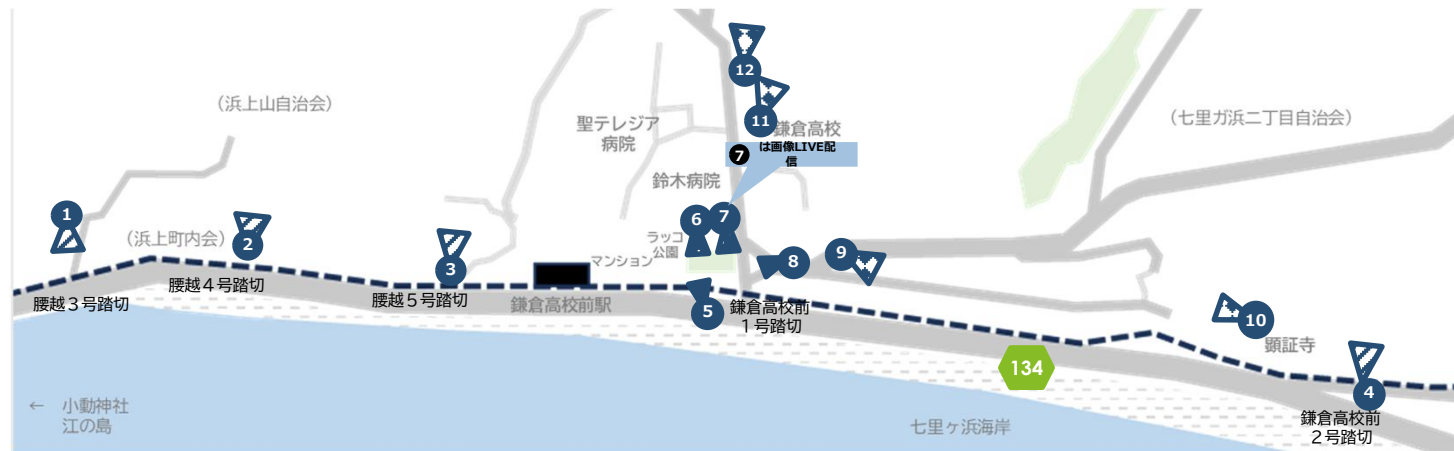 12
（浜上山自治会）
11
聖テレジア
病院
鎌倉高校
（七里ガ浜二丁目自治会）
7 は画像LIVE配
信
鈴木病院
1
6
7
2
（浜上町内会）
ラッコ
公園
3
マンション
8
9
腰越３号踏切
腰越４号踏切
腰越５号踏切
鎌倉高校前駅
5
鎌倉高校前
１号踏切
10
顕証寺
134
4
← 小動神社
江の島
七里ヶ浜海岸
鎌倉高校前
２号踏切